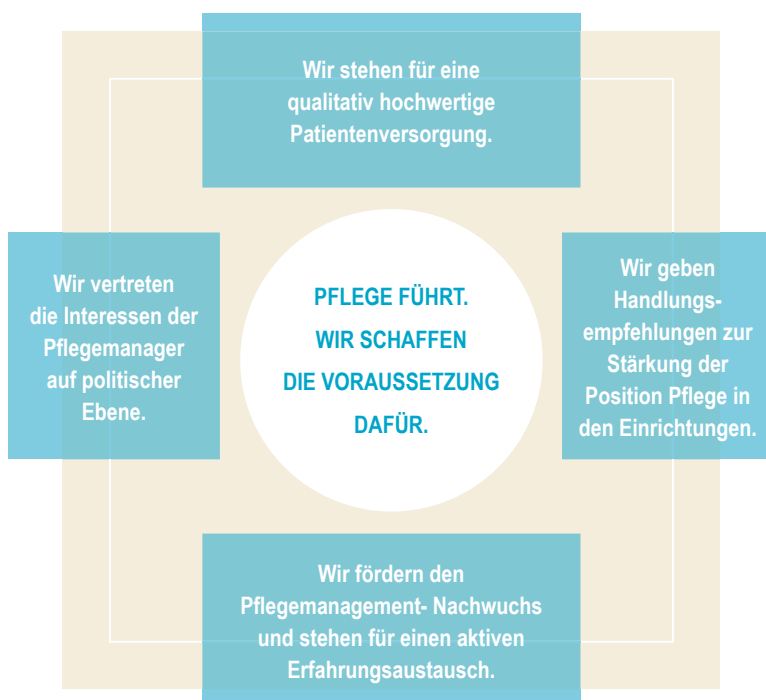 Wir stehen für eine
qualitativ hochwertige
Patientenversorgung.
Wir vertreten
die Interessen der
Pflegemanager
auf politischer
Ebene.
PFLEGE FÜHRT.
WIR SCHAFFEN
DIE VORAUSSETZUNG
DAFÜR.
Wir geben
Handlungs-
empfehlungen zur
Stärkung der
Position Pflege in
den Einrichtungen.
Wir fördern den
Pflegemanagement- Nachwuchs
und stehen für einen aktiven
Erfahrungsaustausch.